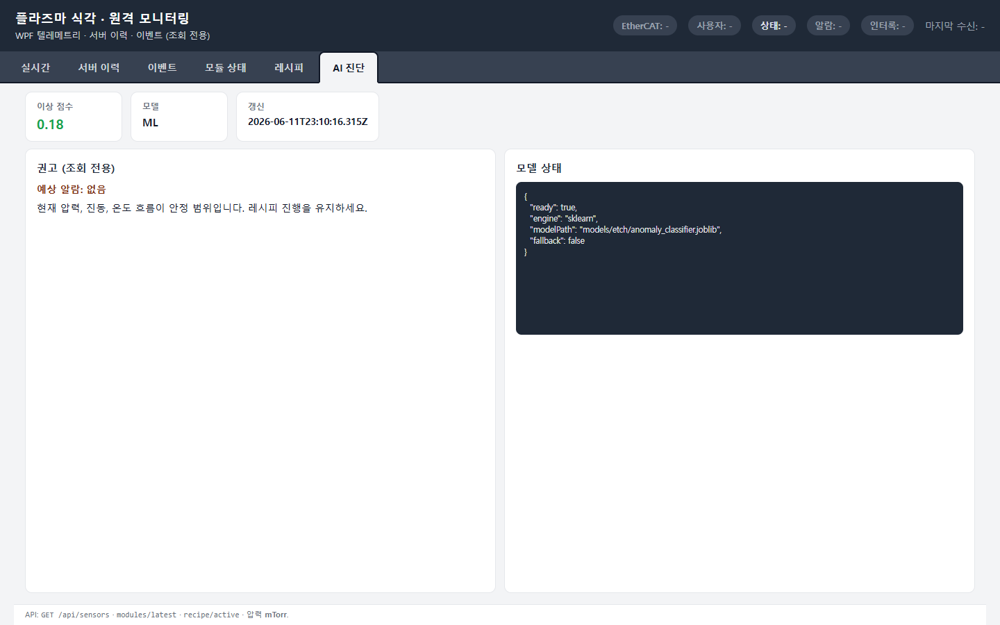 플라즈마 식각 · 원격 모니터링
WPF 텔레메트리 · 서버 이력 · 이벤트 (조회 전용)
EtherCAT: -
사용자: -
상태: -
알람: -
인터록: -
마지막 수신: -
실시간
서버 이력
이벤트
모듈 상태
레시피
AI 진단
이상 점수
0.18
모델
ML
갱신
2026-06-11T23:10:16.315Z
권고 (조회 전용)
예상 알람: 없음
현재 압력, 진동, 온도 흐름이 안정 범위입니다. 레시피 진행을 유지하세요.
모델 상태
{
"ready": true,
"engine": "sklearn",
"modelPath": "models/etch/anomaly_classifier.joblib",
"fallback": false
}
API: GET /api/sensors · modules/latest · recipe/active · 압력 mTorr.